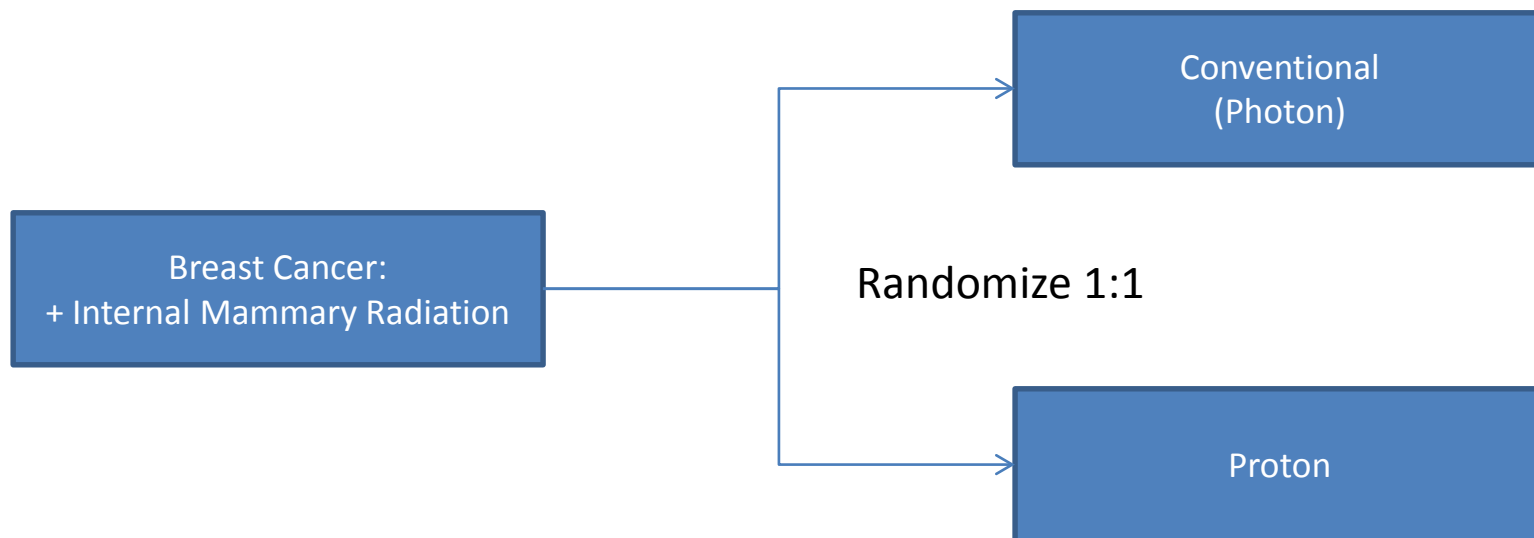 Conventional
(Photon)
Breast Cancer:
+ Internal Mammary Radiation
Randomize 1:1
Proton